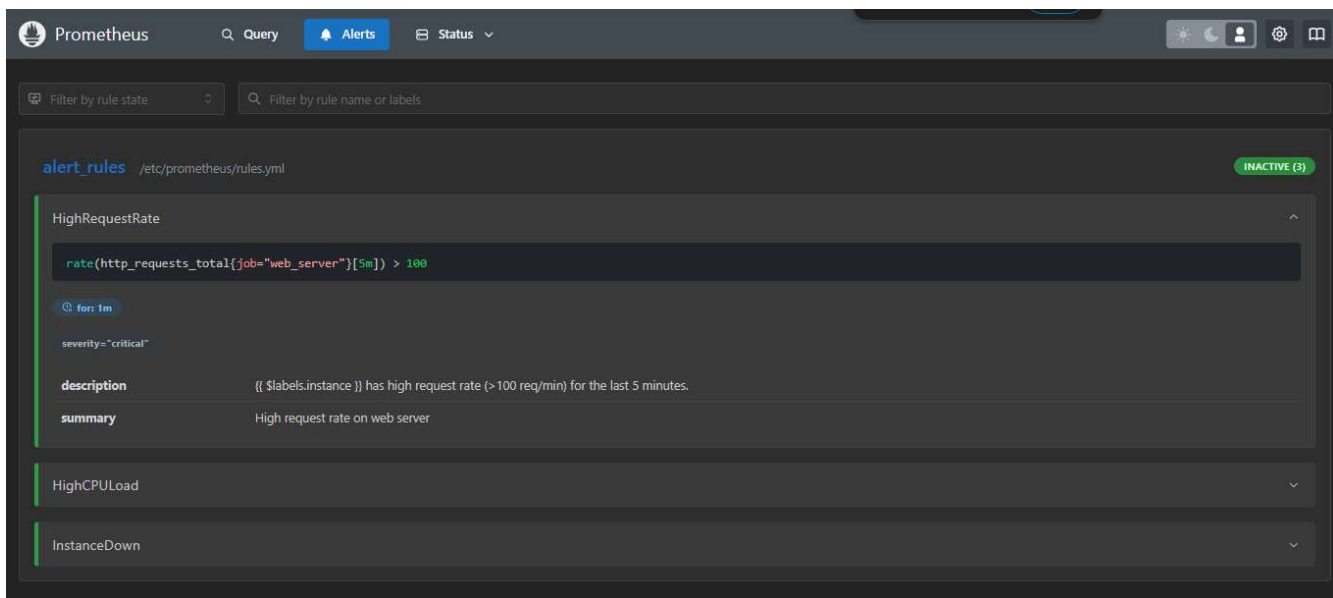 Prometheus
Query
Alerts
Status
Filter by rule state
Filter by rule name or labels
alert_rules /etc/prometheus/rules.yml
INACTIVE (3)
HighRequestRate
rate(http_requests_total{job="web_server"}[5m]) > 100
for: 1m
severity="critical"
description {{ $labels.instance }} has high request rate (>100 req/min) for the last 5 minutes.
summary High request rate on web server
HighCPULoad
InstanceDown